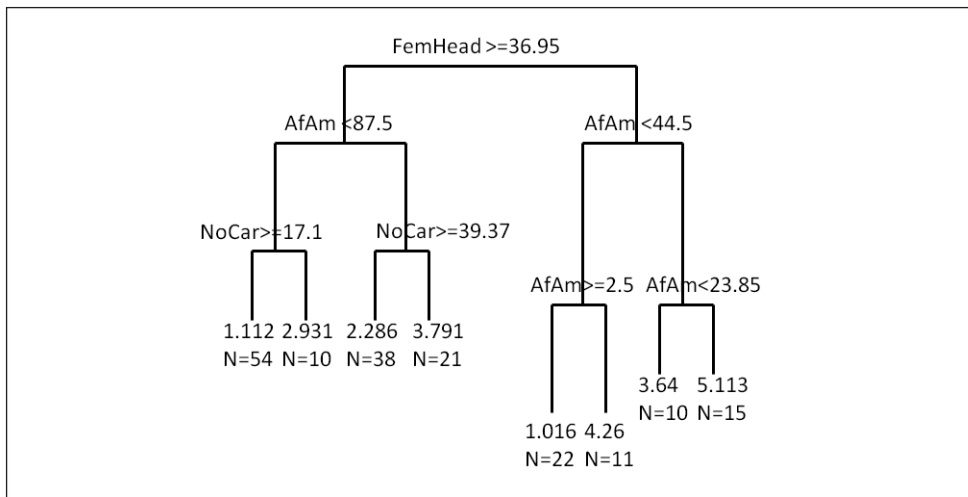 FemHead >=36.95
AfAm <87.5
AfAm <44.5
NoCar>=17.1
NoCar>=39.37
AfAm>=2.5
AfAm<23.85
1.112 2.931 2.286 3.791
N=54 N=10 N=38 N=21
3.64 5.113
N=10 N=15
1.016 4.26
N=22 N=11